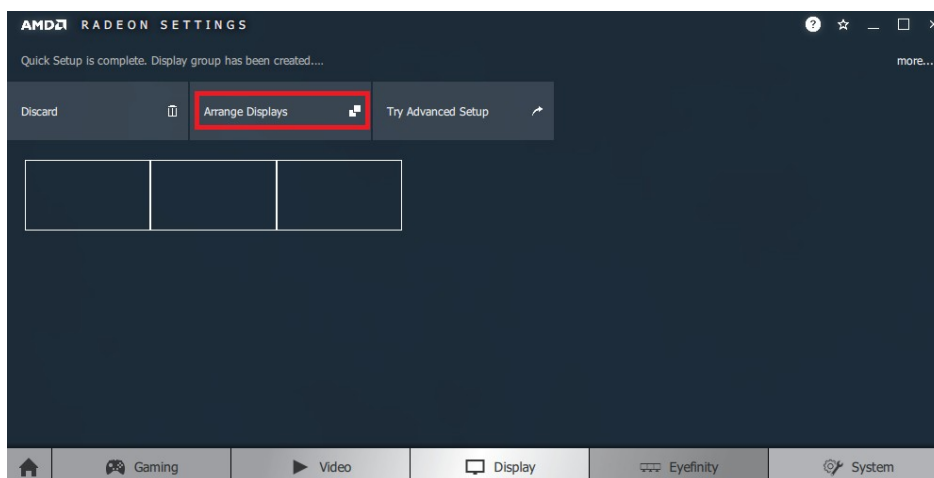 AMD RADEON SETTINGS
Quick Setup is complete. Display group has been created....
more...
Discard
Arrange Displays
Try Advanced Setup
Gaming
Video
Display
Eyefinity
System